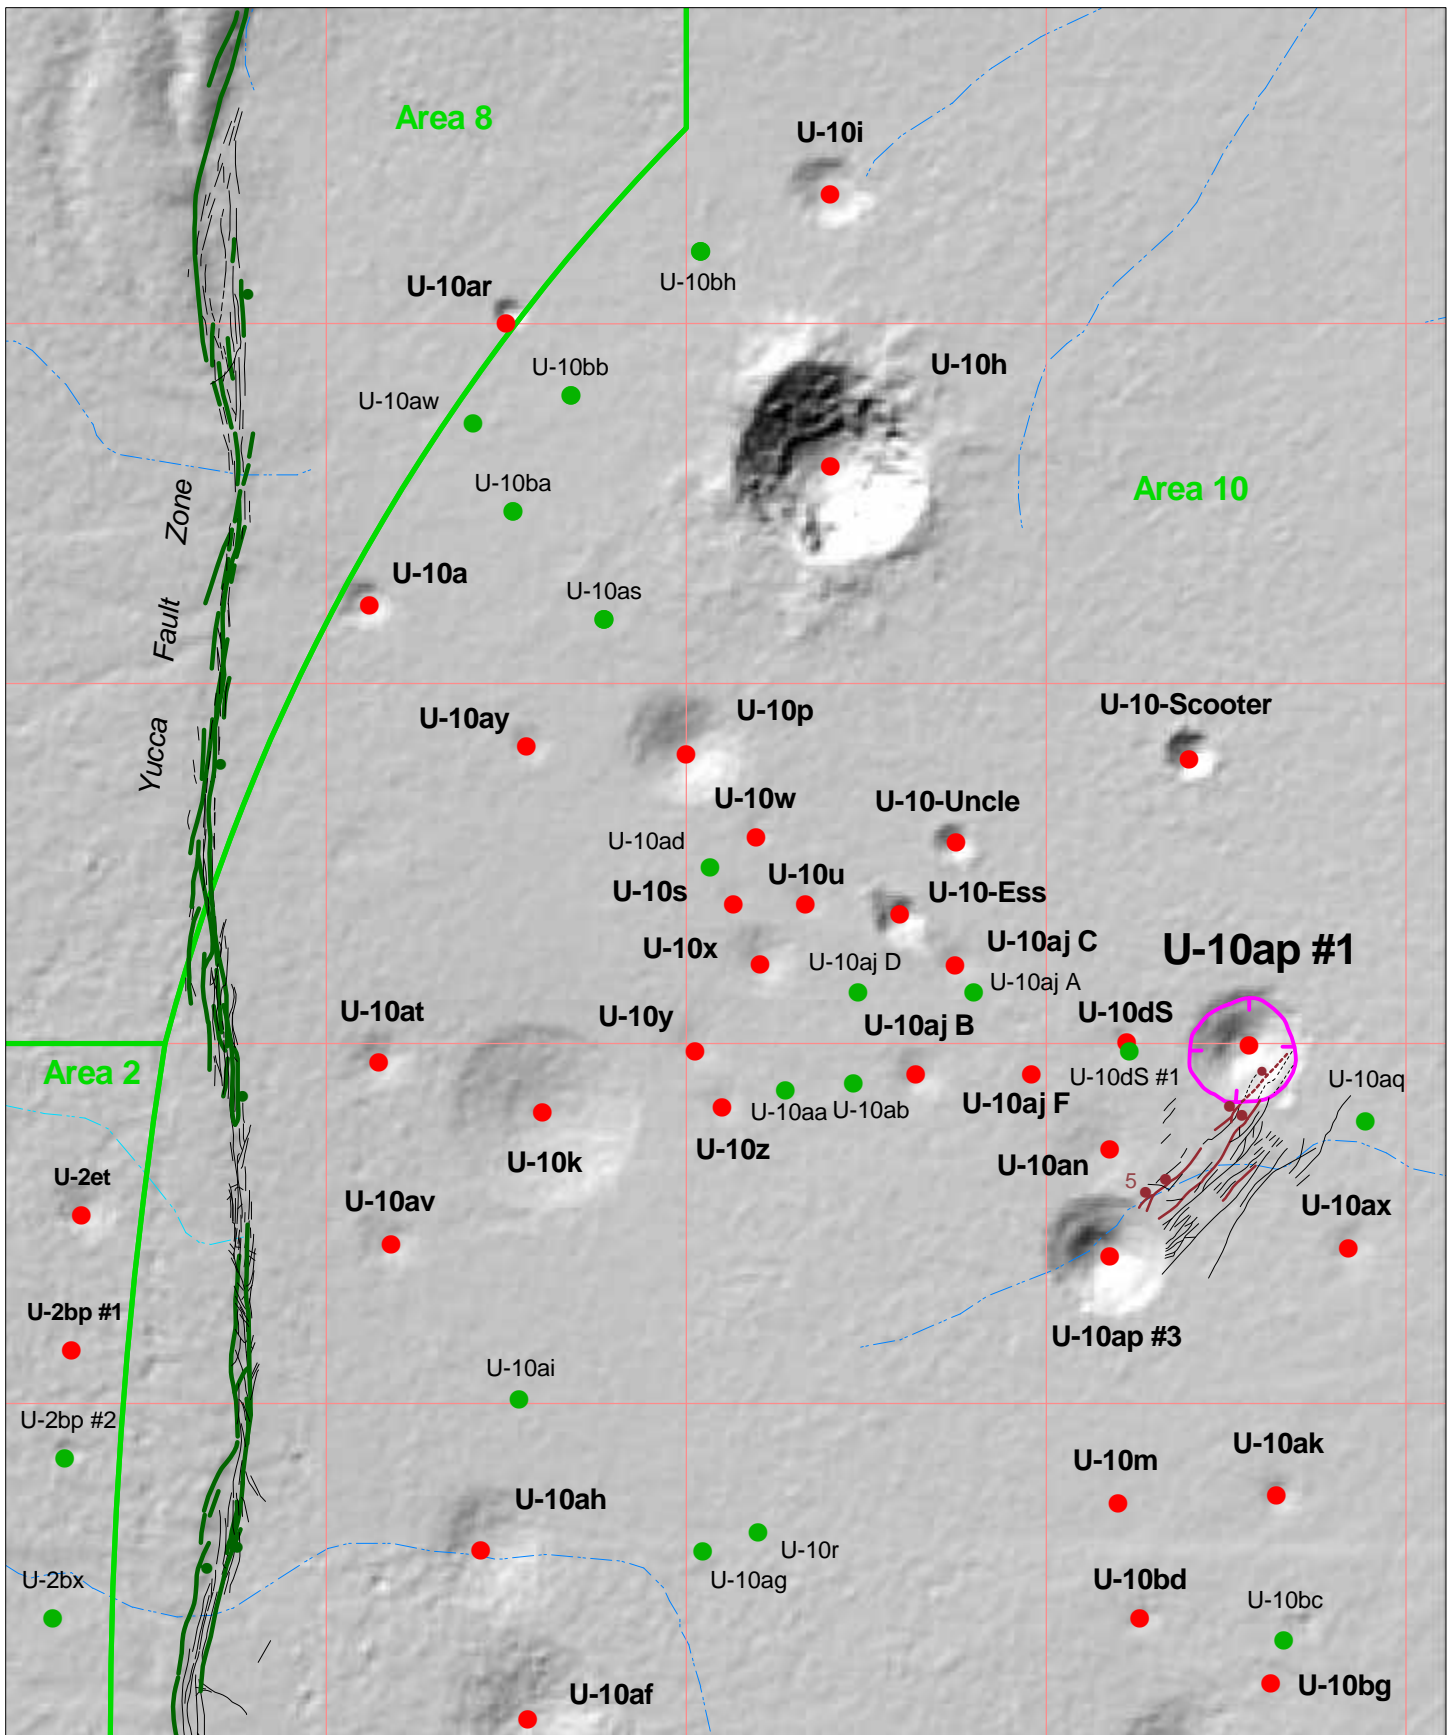 Area 8
U-10i
U-10bh
U-10ar
U-10h
U-10bb
U-10aw
Area 10
U-10ba
Zone
U-10a
U-10as
Fault
U-10ay
U-10p
U-10-Scooter
Yucca
U-10w
U-10-Uncle
U-10ad
U-10u
U-10s
U-10-Ess
U-10x
U-10aj C
U-10ap #1
U-10aj D
U-10aj A
U-10at
U-10y
U-10aj B
U-10dS
Area 2
U-10dS #1
U-10aq
U-10aa
U-10ab
U-10aj F
U-10z
U-10k
U-10an
U-2et
5
U-10av
U-10ax
U-2bp #1
U-10ap #3
U-10ai
U-2bp #2
U-10ak
U-10m
U-10ah
U-10r
U-10ag
U-2bx
U-10bd
U-10bc
U-10af
U-10bg